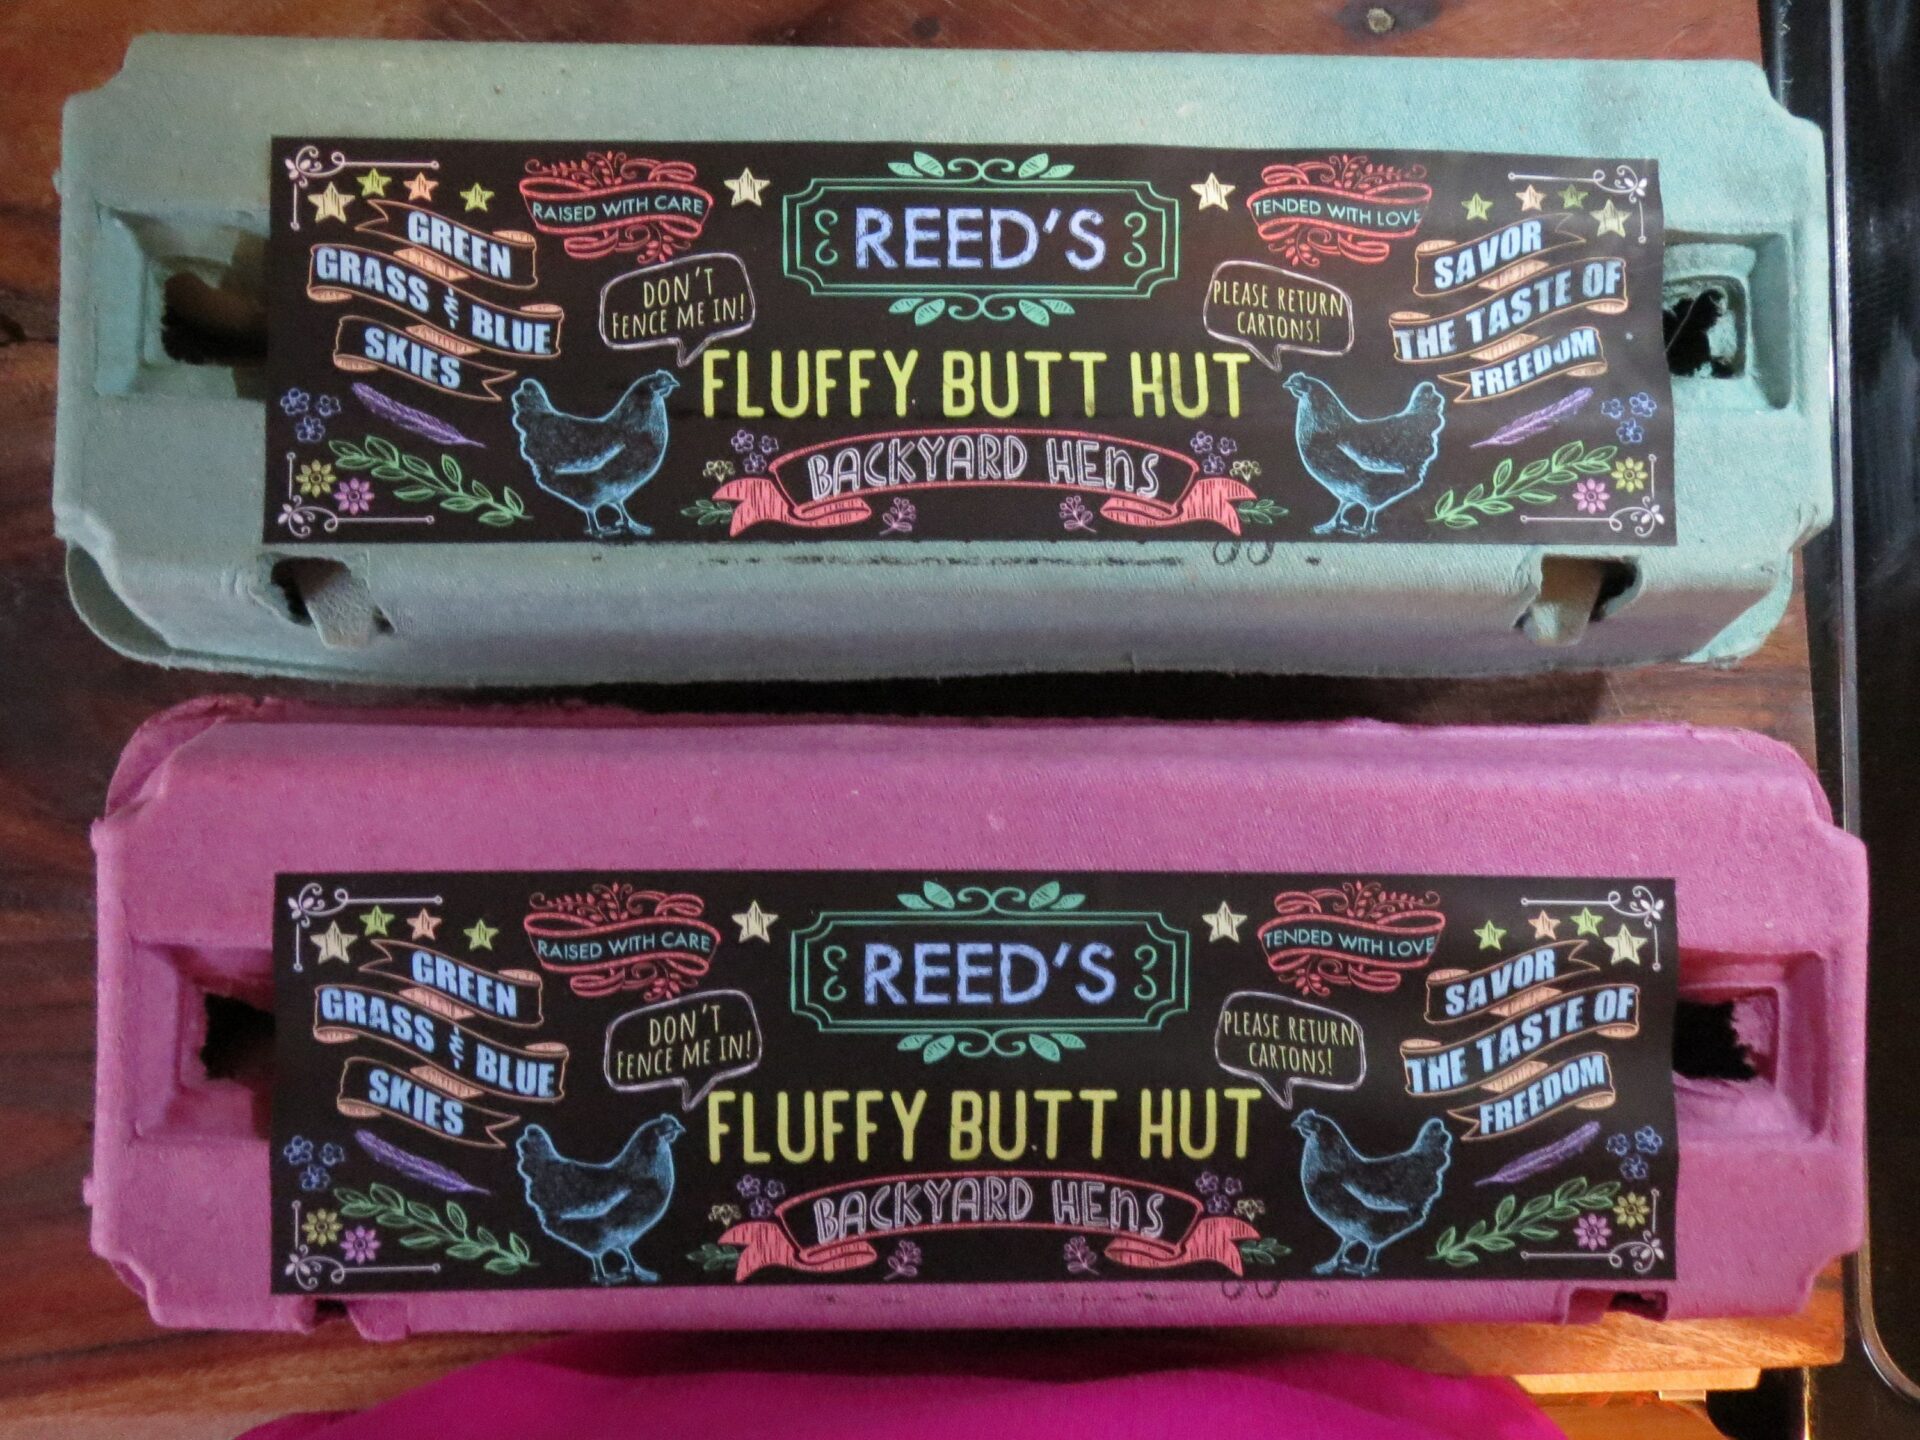 RAISED WITH CARE
REED'S
TENDED WITH LOVE
GREEN
GRASS & BLUE
SKIES
DON'T
FENCE ME IN!
PLEASE RETURN
CARTONS!
SAVOR
THE TASTE OF
FREEDOM
FLUFFY BUTT HUT
BACKYARD HENS
RAISED WITH CARE
REED'S
TENDED WITH LOVE
GREEN
GRASS & BLUE
SKIES
DON'T
FENCE ME IN!
PLEASE RETURN
CARTONS!
SAVOR
THE TASTE OF
FREEDOM
FLUFFY BUTT HUT
BACKYARD HENS